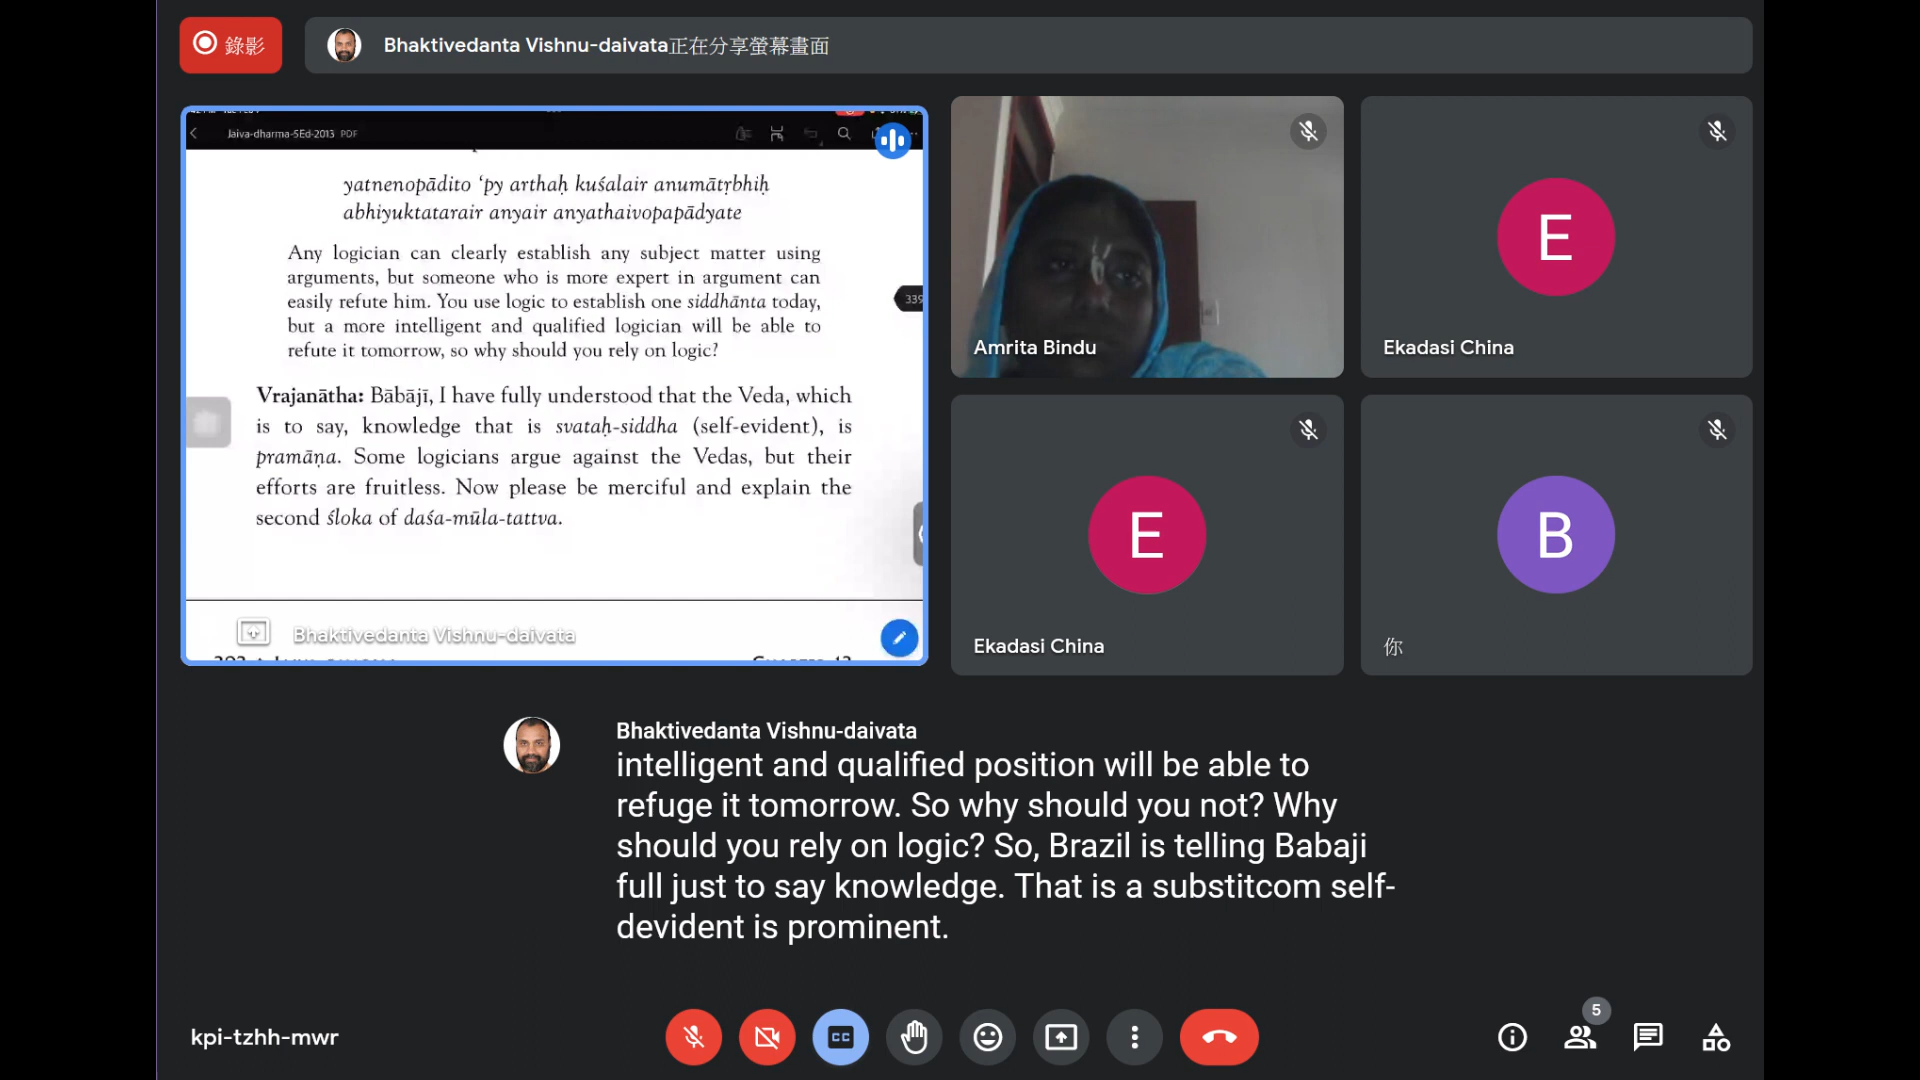 錄影
Bhaktivedanta Vishnu-daivata正在分享螢幕畫面
Jaiva-dharma-5Ed-2013 PDF
yatnenopādito ‘py arthaḥ kuśalair anumātṛbhiḥ
abhiyuktatarair anyair anyathaivopapādyate
Any logician can clearly establish any subject matter using
arguments, but someone who is more expert in argument can
easily refute him. You use logic to establish one siddhānta today,
but a more intelligent and qualified logician will be able to
refute it tomorrow, so why should you rely on logic?
339
Vrajanātha: Bābājī, I have fully understood that the Veda, which
is to say, knowledge that is svataḥ-siddha (self-evident), is
pramāṇa. Some logicians argue against the Vedas, but their
efforts are fruitless. Now please be merciful and explain the
second śloka of daśa-mūla-tattva.
Bhaktivedanta Vishnu-daivata
Amrita Bindu
E
Ekadasi China
E
Ekadasi China
B
你
Bhaktivedanta Vishnu-daivata
intelligent and qualified position will be able to
refuge it tomorrow. So why should you not? Why
should you rely on logic? So, Brazil is telling Babaji
full just to say knowledge. That is a substitcom self-
devident is prominent.
kpi-tzhh-mwr
CC
5